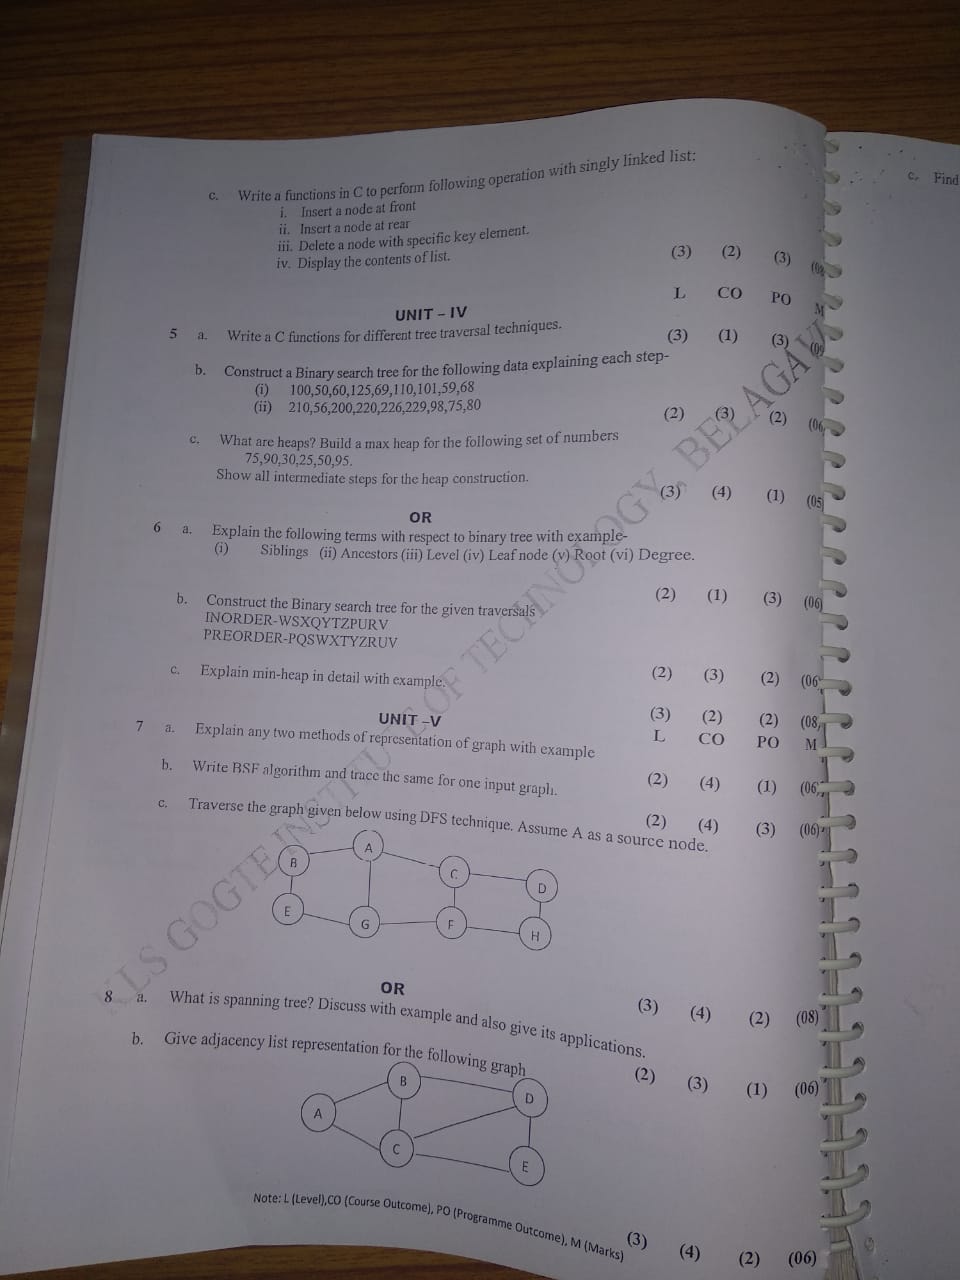 c. Write a functions in C to perform following operation with singly linked list:
i. Insert a node at front
ii. Insert a node at rear
iii. Delete a node with specific key element.
iv. Display the contents of list.
(3) (2) (3)
L CO PO M
UNIT – IV
5 a. Write a C functions for different tree traversal techniques.
(3) (1) (3)
b. Construct a Binary search tree for the following data explaining each step-
(i) 100,50,60,125,69,110,101,59,68
(ii) 210,56,200,220,226,229,98,75,80
(2) (3) (2) (06
c. What are heaps? Build a max heap for the following set of numbers
75,90,30,25,50,95.
Show all intermediate steps for the heap construction.
(3) (4) (1) (05
OR
6 a. Explain the following terms with respect to binary tree with example-
(i) Siblings (ii) Ancestors (iii) Level (iv) Leaf node (v) Root (vi) Degree.
(2) (1) (3) (06)
b. Construct the Binary search tree for the given traversals
INORDER-WSXQYTZPURV
PREORDER-PQSWXTYZRUV
(2) (3) (2) (06
c. Explain min-heap in detail with example.
(3) (2) (2) (08)
UNIT –V
L CO PO M
7 a. Explain any two methods of representation of graph with example
(2) (4) (1) (06)
b. Write BSF algorithm and trace the same for one input graph.
(2) (4) (3) (06)
c. Traverse the graph given below using DFS technique. Assume A as a source node.
A
B
C
D
E
G
F
H
(3) (4) (2) (08)
OR
8 a. What is spanning tree? Discuss with example and also give its applications.
(2) (3) (1) (06)
b. Give adjacency list representation for the following graph
B
D
A
C
E
(3) (4) (2) (06)
Note: L (Level),CO (Course Outcome), PO (Programme Outcome), M (Marks)
KLS GOGTE INSTITUTE OF TECHNOLOGY, BELAGAVI
c. Find